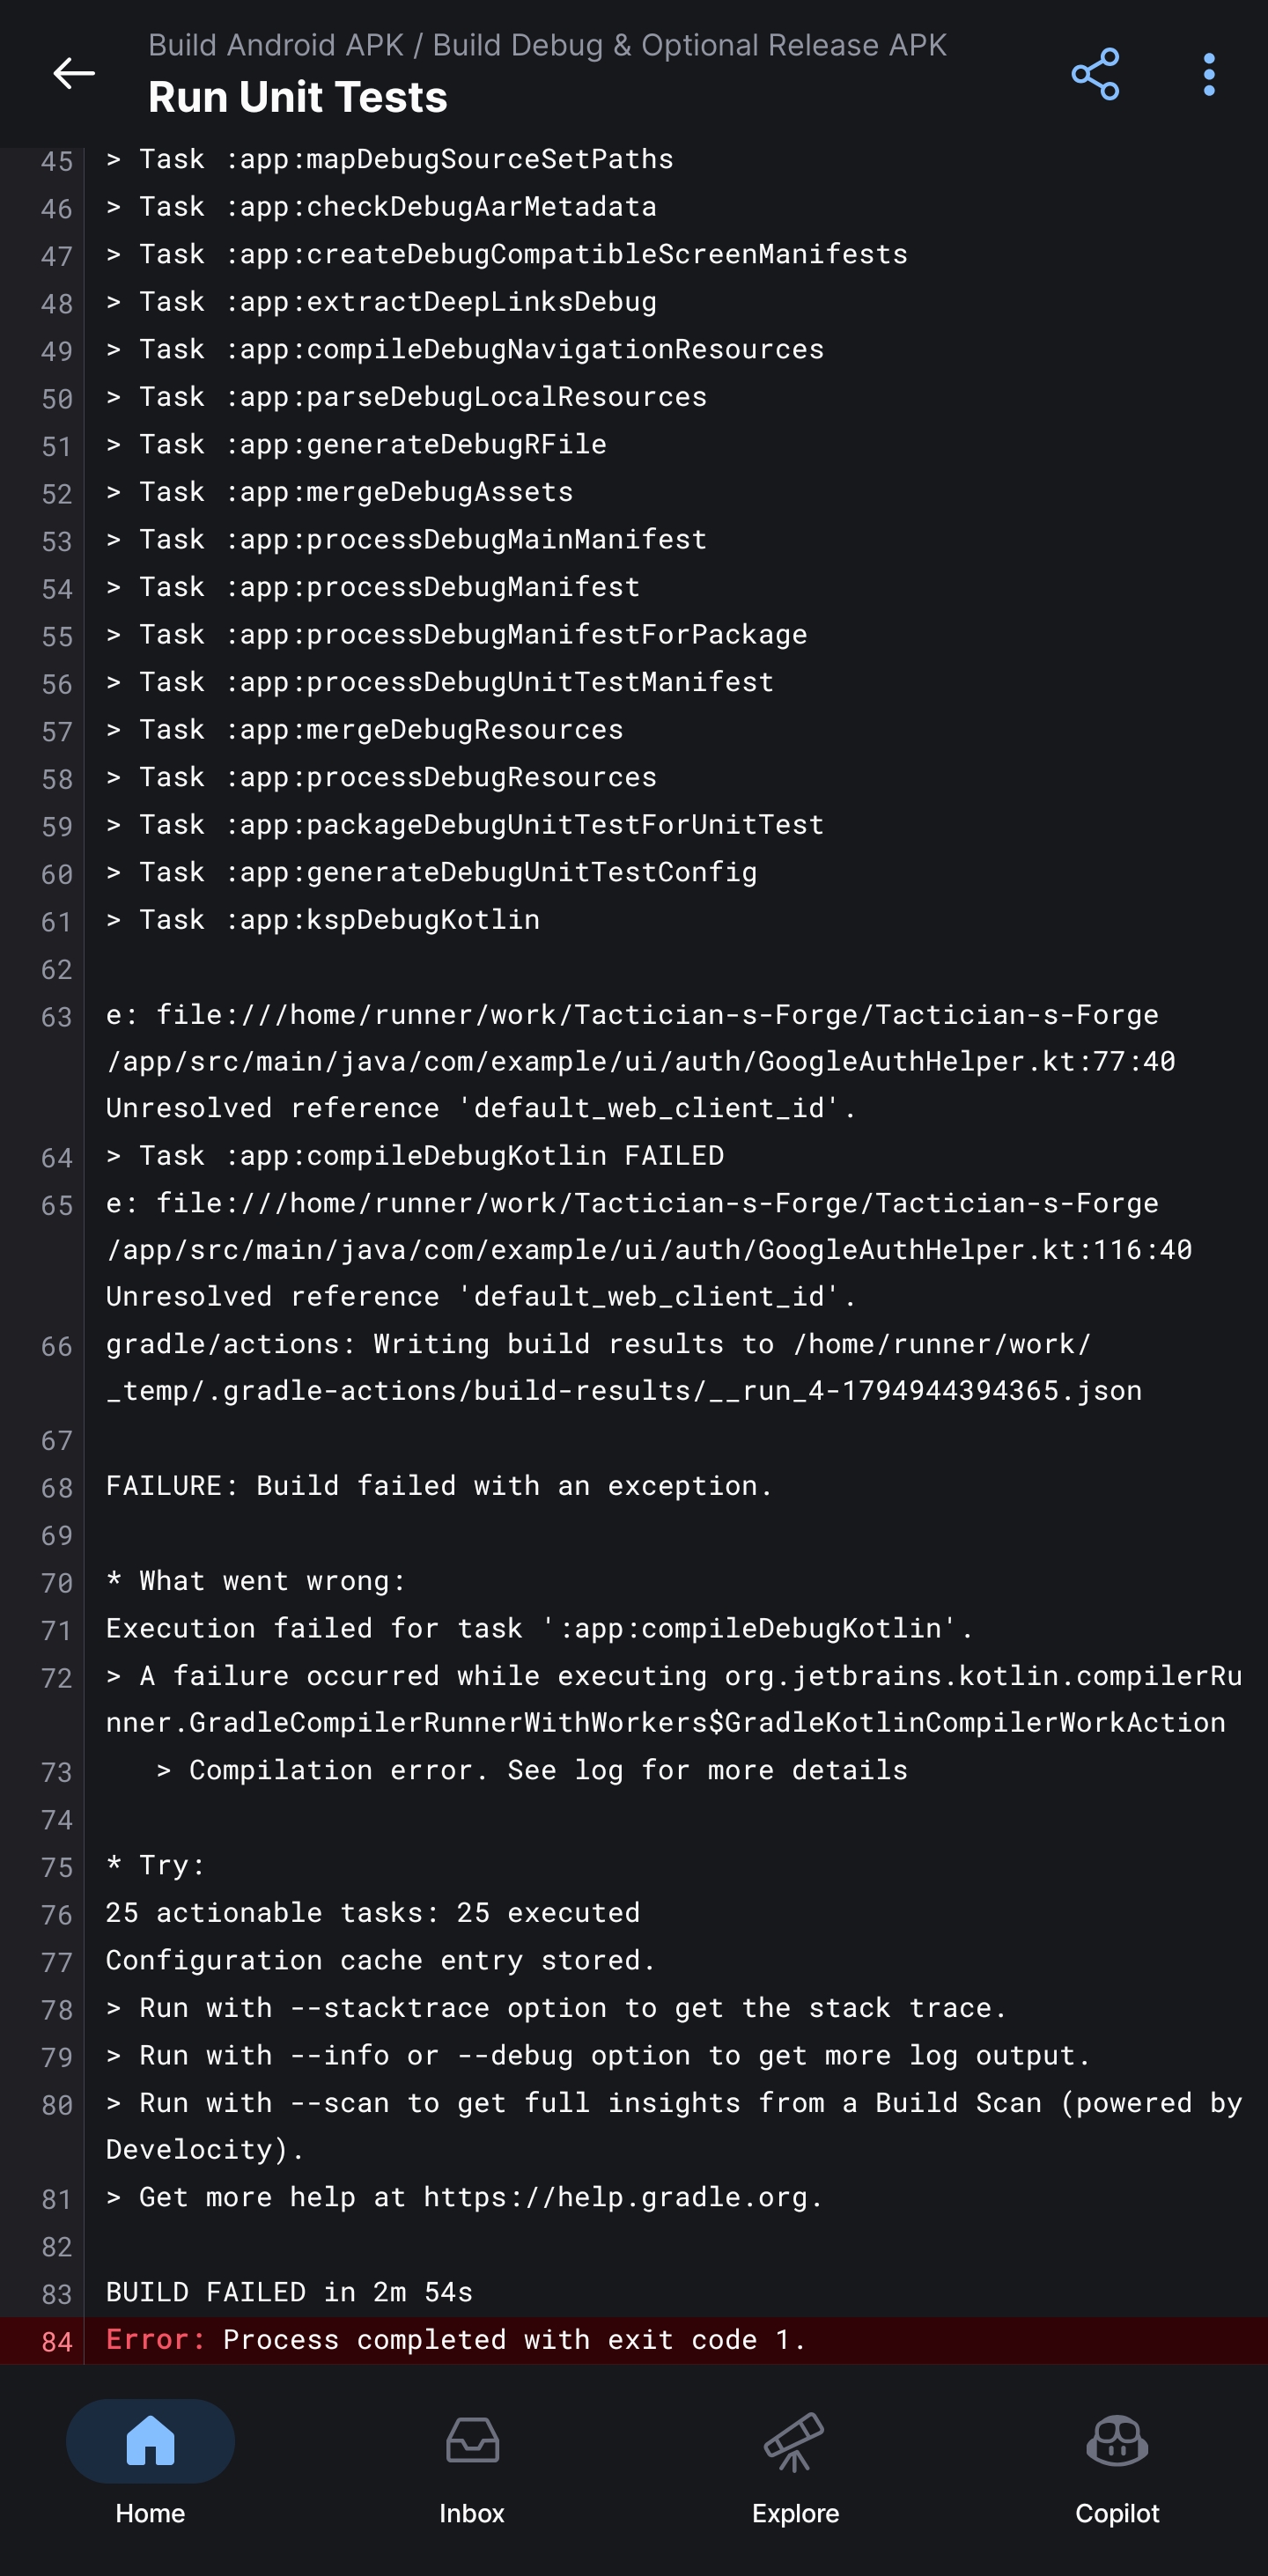 Build Android APK / Build Debug & Optional Release APK
Run Unit Tests
45 > Task :app:mapDebugSourceSetPaths
46 > Task :app:checkDebugAarMetadata
47 > Task :app:createDebugCompatibleScreenManifests
48 > Task :app:extractDeepLinksDebug
49 > Task :app:compileDebugNavigationResources
50 > Task :app:parseDebugLocalResources
51 > Task :app:generateDebugRFile
52 > Task :app:mergeDebugAssets
53 > Task :app:processDebugMainManifest
54 > Task :app:processDebugManifest
55 > Task :app:processDebugManifestForPackage
56 > Task :app:processDebugUnitTestManifest
57 > Task :app:mergeDebugResources
58 > Task :app:processDebugResources
59 > Task :app:packageDebugUnitTestForUnitTest
60 > Task :app:generateDebugUnitTestConfig
61 > Task :app:kspDebugKotlin
62
63 e: file:///home/runner/work/Tactician-s-Forge/Tactician-s-Forge
/app/src/main/java/com/example/ui/auth/GoogleAuthHelper.kt:77:40
Unresolved reference 'default_web_client_id'.
64 > Task :app:compileDebugKotlin FAILED
65 e: file:///home/runner/work/Tactician-s-Forge/Tactician-s-Forge
/app/src/main/java/com/example/ui/auth/GoogleAuthHelper.kt:116:40
Unresolved reference 'default_web_client_id'.
66 gradle/actions: Writing build results to /home/runner/work/
_temp/.gradle-actions/build-results/__run_4-1794944394365.json
67
68 FAILURE: Build failed with an exception.
69
70 * What went wrong:
71 Execution failed for task ':app:compileDebugKotlin'.
72 > A failure occurred while executing org.jetbrains.kotlin.compilerRu
nner.GradleCompilerRunnerWithWorkers$GradleKotlinCompilerWorkAction
73 > Compilation error. See log for more details
74
75 * Try:
76 25 actionable tasks: 25 executed
77 Configuration cache entry stored.
78 > Run with --stacktrace option to get the stack trace.
79 > Run with --info or --debug option to get more log output.
80 > Run with --scan to get full insights from a Build Scan (powered by
Develocity).
81 > Get more help at https://help.gradle.org.
82
83 BUILD FAILED in 2m 54s
84 Error: Process completed with exit code 1.
Home Inbox Explore Copilot